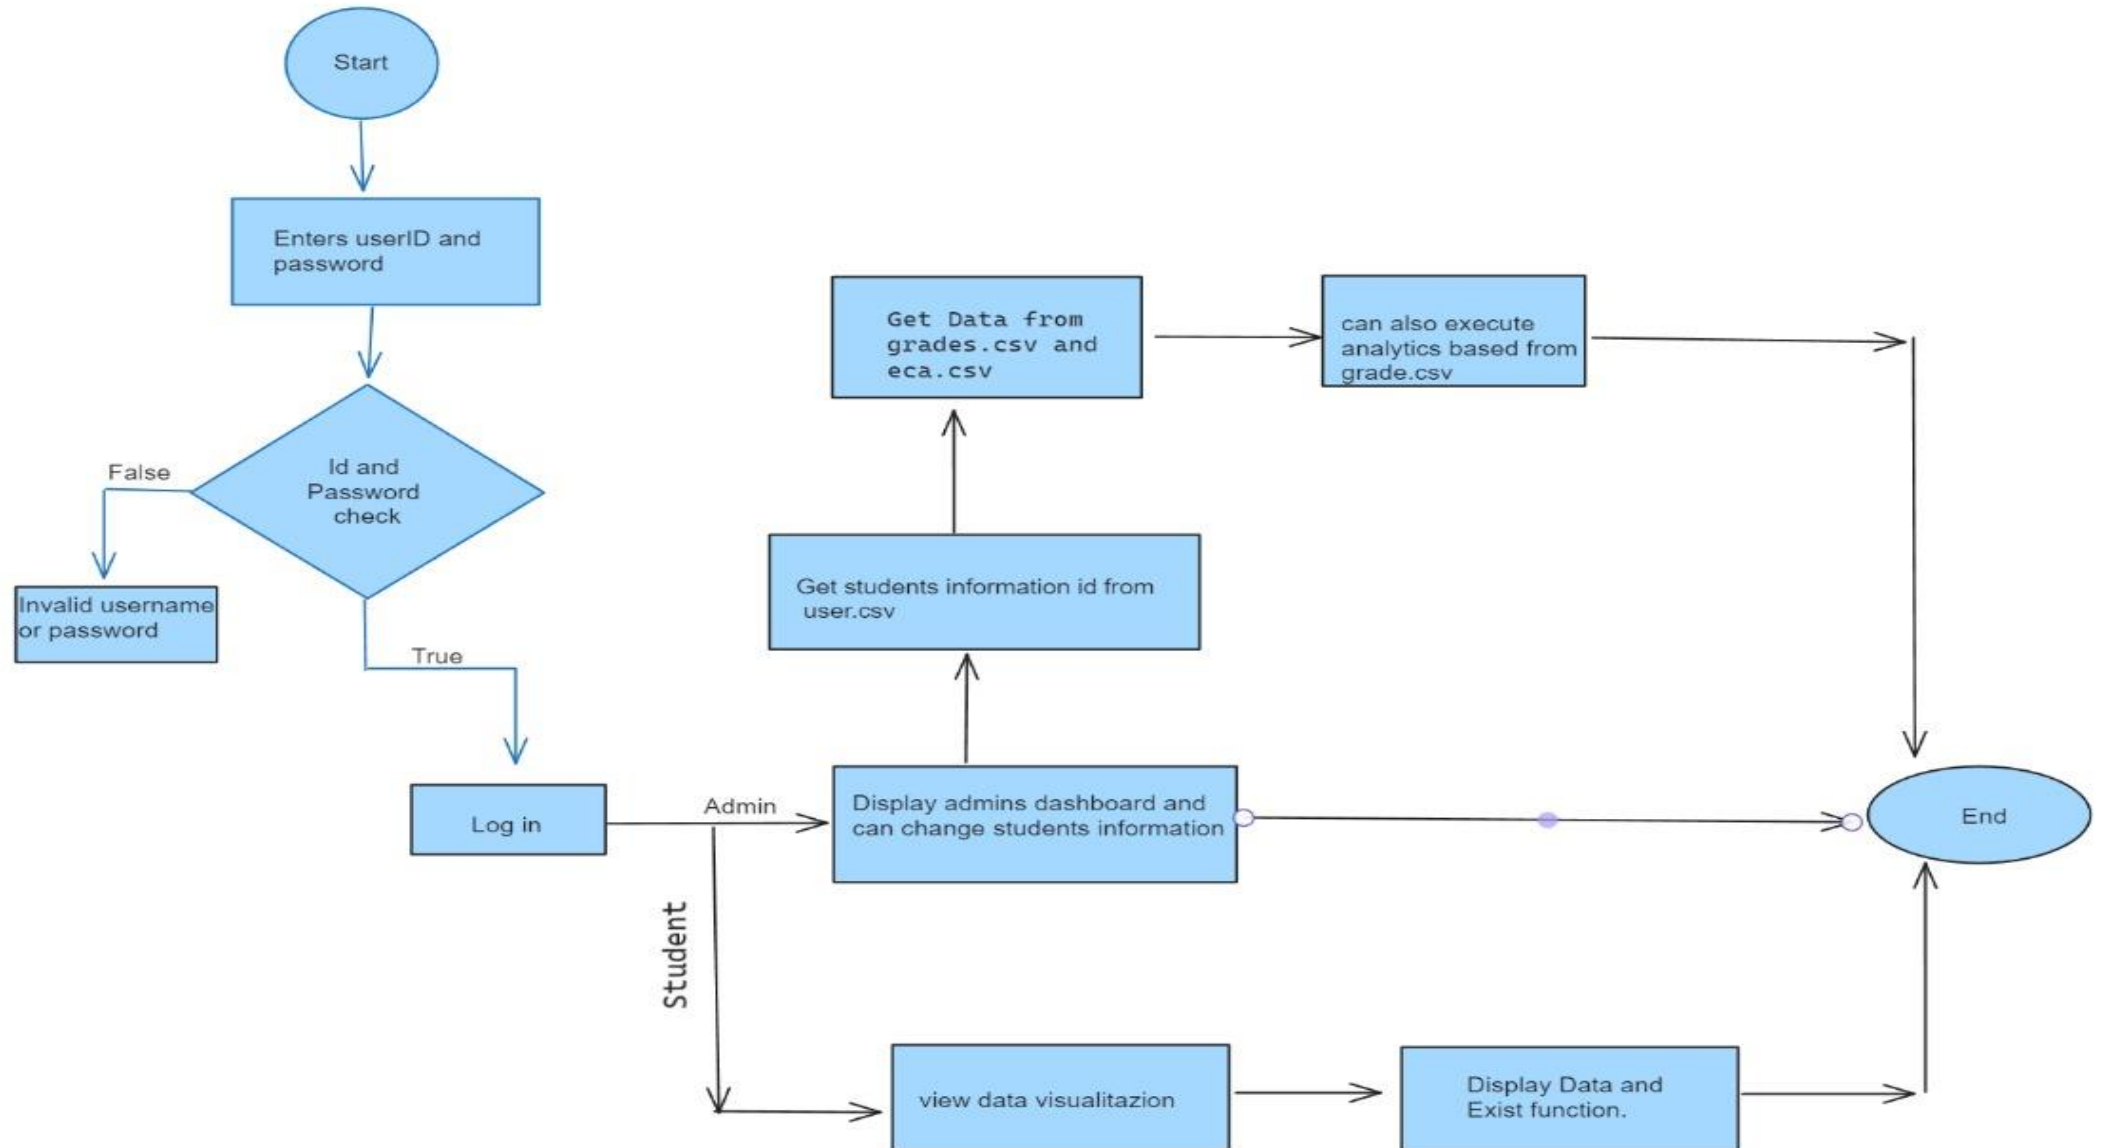 Start
Enters userID and
password
Id and
Password
check
False
Invalid username
or password
True
Log in
Admin
Student
Display admins dashboard and
can change students information
Get students information id from
user.csv
Get Data from
grades.csv and
eca.csv
can also execute
analytics based from
grade.csv
End
view data visualitazion
Display Data and
Exist function.